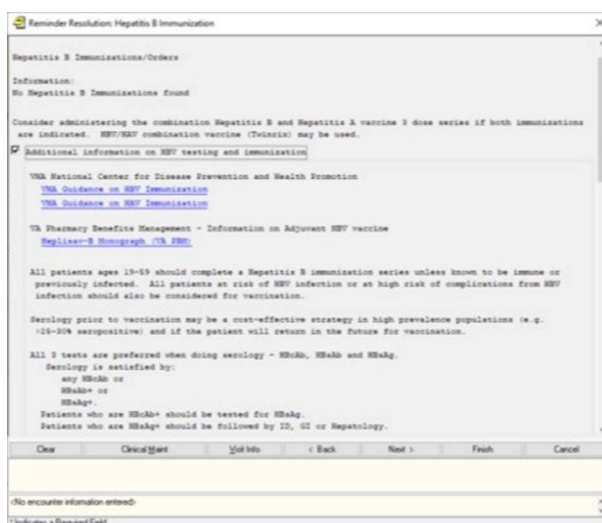 Reminder Resolution: Hepatitis B Immunization
Hepatitis B Immunizations/Orders
Information:
No Hepatitis B Immunizations found
Consider administering the combination Hepatitis B and Hepatitis A vaccine 3 dose series if both immunizations
are indicated. HBV/HAV combination vaccine (Twinrix) may be used.
Additional information on HBV testing and immunization
VHA National Center for Disease Prevention and Health Promotion
VHA Guidance on HBV Immunization
VHA Guidance on HAV Immunization
VA Pharmacy Benefits Management - Information on Adjuvant HBV vaccine
Heplisav-B Monograph (VA PBM)
All patients ages 19-59 should complete a Hepatitis B immunization series unless known to be immune or
previously infected. All patients at risk of HBV infection or at high risk of complications from HBV
infection should also be considered for vaccination.
Serology prior to vaccination may be a cost-effective strategy in high prevalence populations (e.g.
>20-30% seropositive) and if the patient will return in the future for vaccination.
All 3 tests are preferred when doing serology - HBcAb, HBsAb and HBsAg.
Serology is satisfied by:
any HBcAb or
HBsAb+ or
HBsAg+.
Patients who are HBcAb+ should be tested for HBsAg.
Patients who are HBsAg+ should be followed by ID, GI or Hepatology.
Clear Clinical Maint Visit Info < Back Next > Finish Cancel
<No encounter information entered>
* Indicates a Required Field